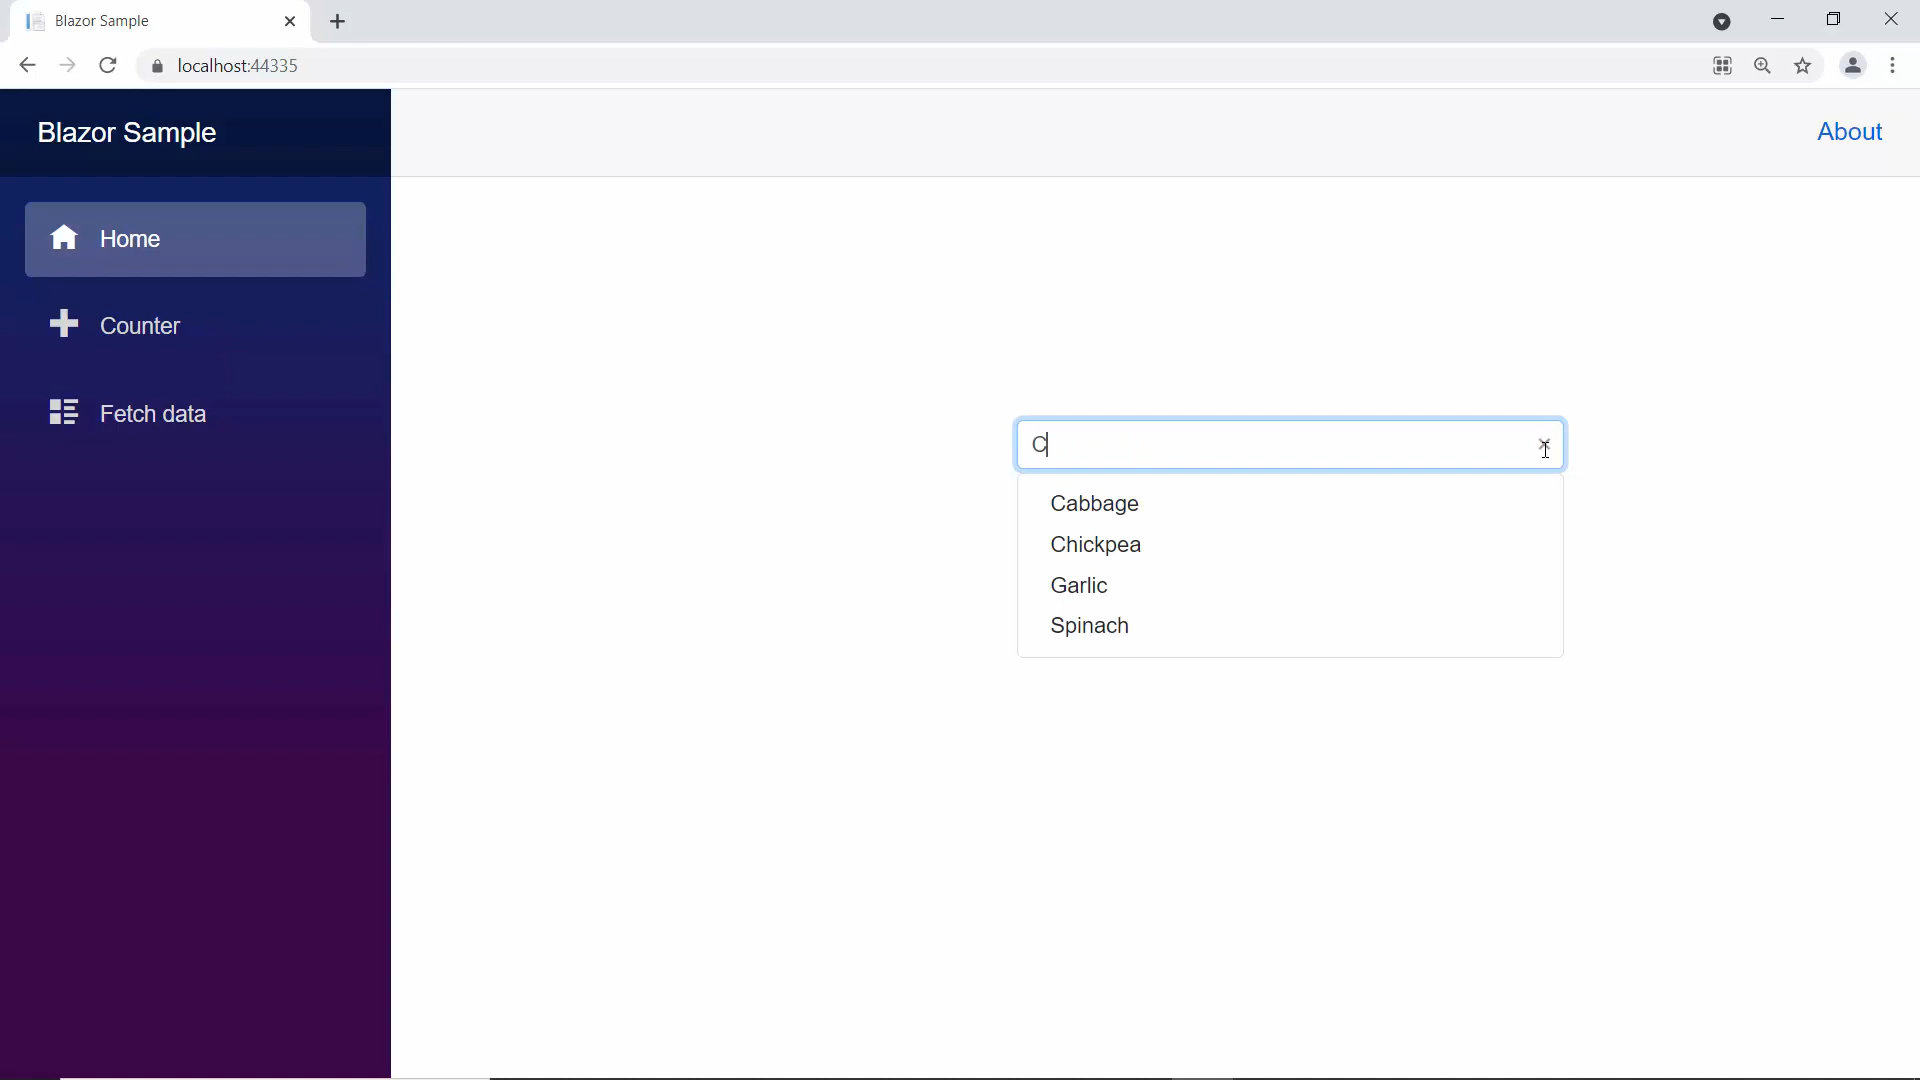 Blazor Sample
localhost:44335
Blazor Sample
About
Home
Counter
Fetch data
C
Cabbage
Chickpea
Garlic
Spinach